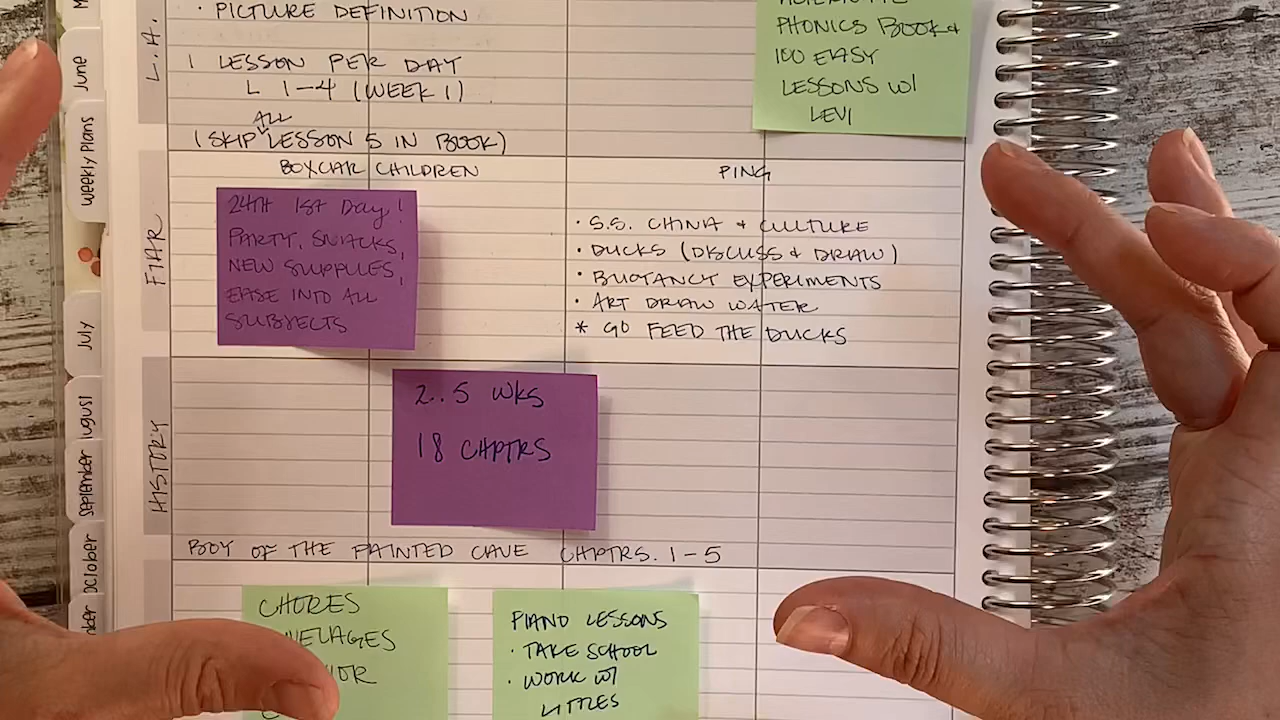 · PICTURE DEFINITION
1 LESSON PER DAY
L 1-4 (WEEK 1)
ALL
(SKIP LESSON 5 IN BOOK)
L.A.
PHONICS BOOK &
100 EASY
LESSONS W/
LEVI
BOXCAR CHILDREN
PING
FIAR
24TH 1ST Day!
PARTY, SNACKS,
NEW SUPPLIES,
EASE INTO ALL
SUBJECTS
· S.S. CHINA & CULTURE
· DUCKS (DISCUSS & DRAW)
· BUOYANCY EXPERIMENTS
· ART DRAW WATER
* GO FEED THE DUCKS
HISTORY
2..5 WKS
18 CHPTRS
BOY OF THE PAINTED CAVE CHPTRS. 1-5
CHORES
PIANO LESSONS
· TAKE SCHOOL
· WORK W/
LITTLES
June
Weekly Plans
July
September
October